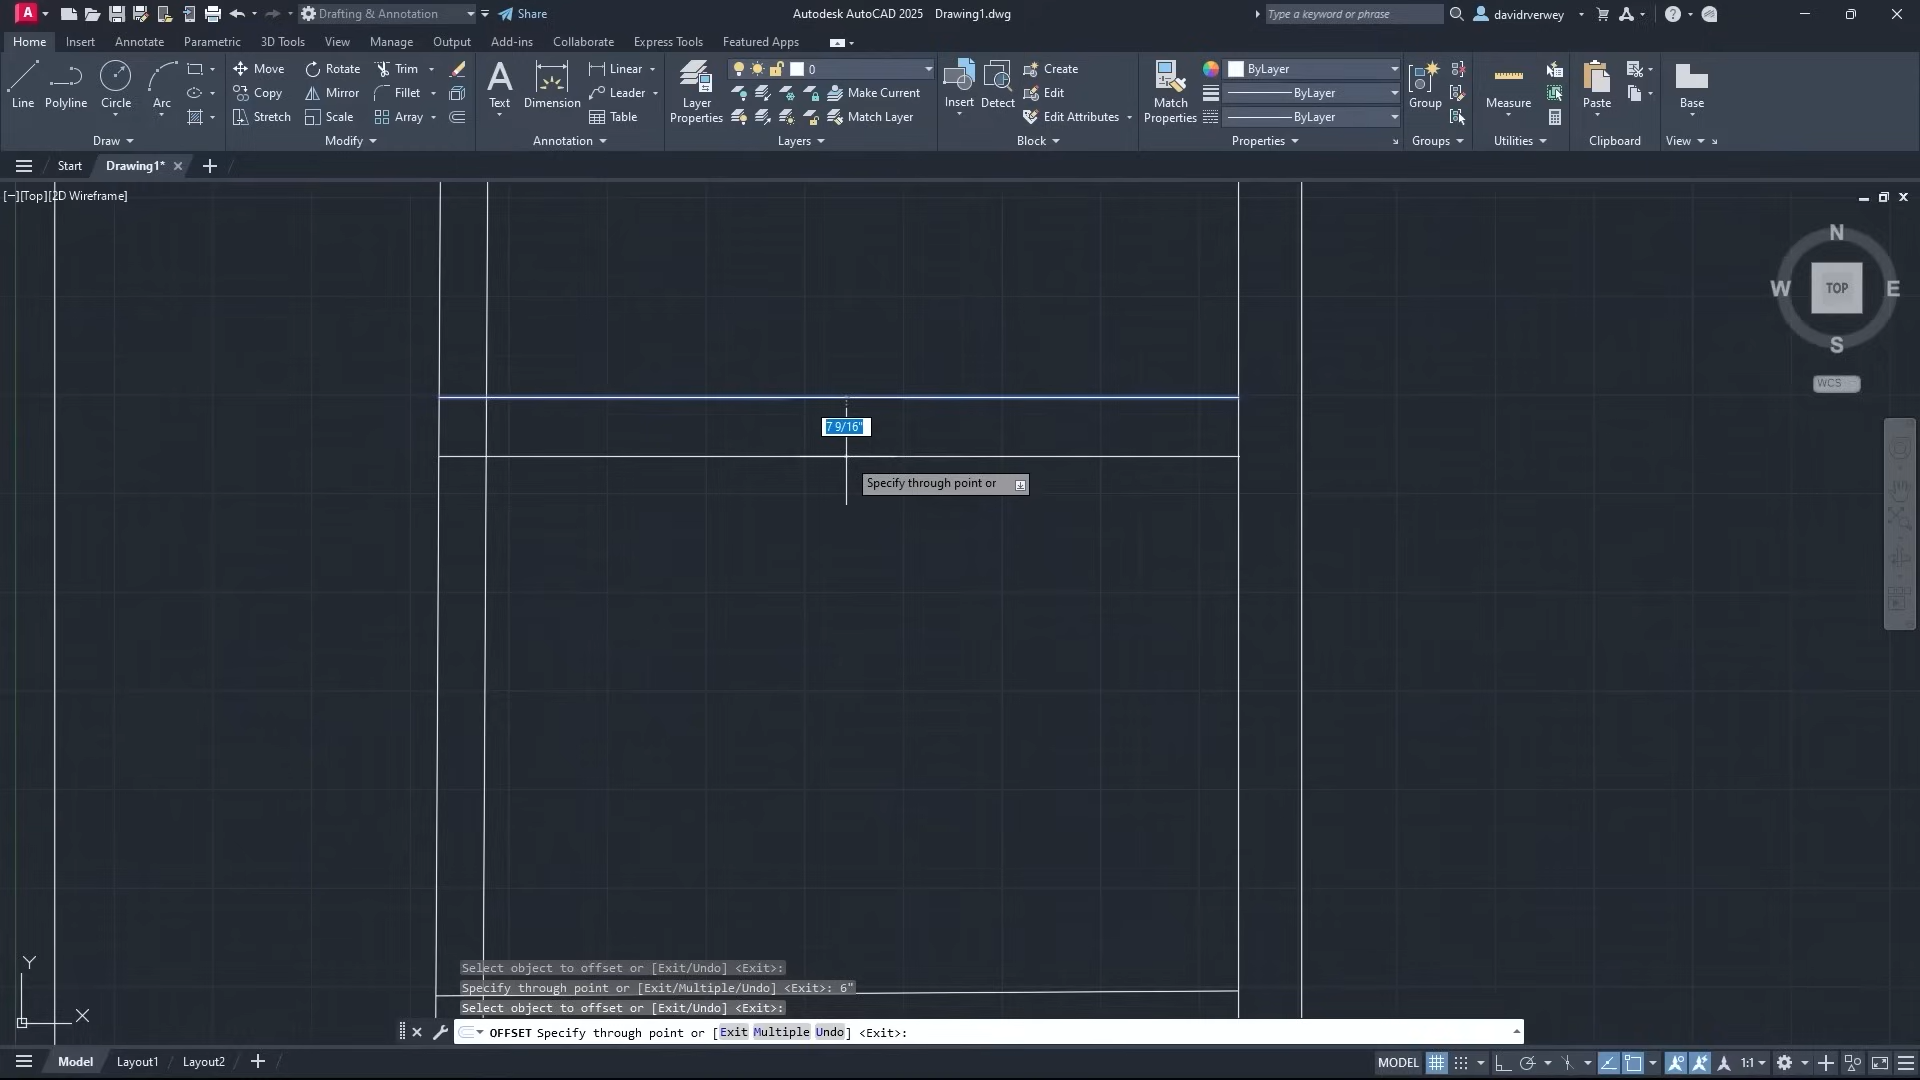 A Drafting & Annotation Share Autodesk AutoCAD 2025 Drawing1.dwg Type a keyword or phrase davidrverwey
Home Insert Annotate Parametric 3D Tools View Manage Output Add-ins Collaborate Express Tools Featured Apps
Line Polyline Circle Arc
Move Rotate Trim
Copy Mirror Fillet
Stretch Scale Array
Text Dimension
Linear
Leader
Table
Layer Properties
0
Make Current
Match Layer
Insert Detect
Create
Edit
Edit Attributes
Match Properties
ByLayer
ByLayer
ByLayer
Group
Measure
Paste
Base
Draw Modify Annotation Layers Block Properties Groups Utilities Clipboard View
Start Drawing1* +
[−][Top][2D Wireframe]
N
W TOP E
S
WCS
7 9/16"
Specify through point or
Y
X
Select object to offset or [Exit/Undo] <Exit>:
Specify through point or [Exit/Multiple/Undo] <Exit>: 6"
Select object to offset or [Exit/Undo] <Exit>:
OFFSET Specify through point or [Exit Multiple Undo] <Exit>:
Model Layout1 Layout2 + MODEL 1:1